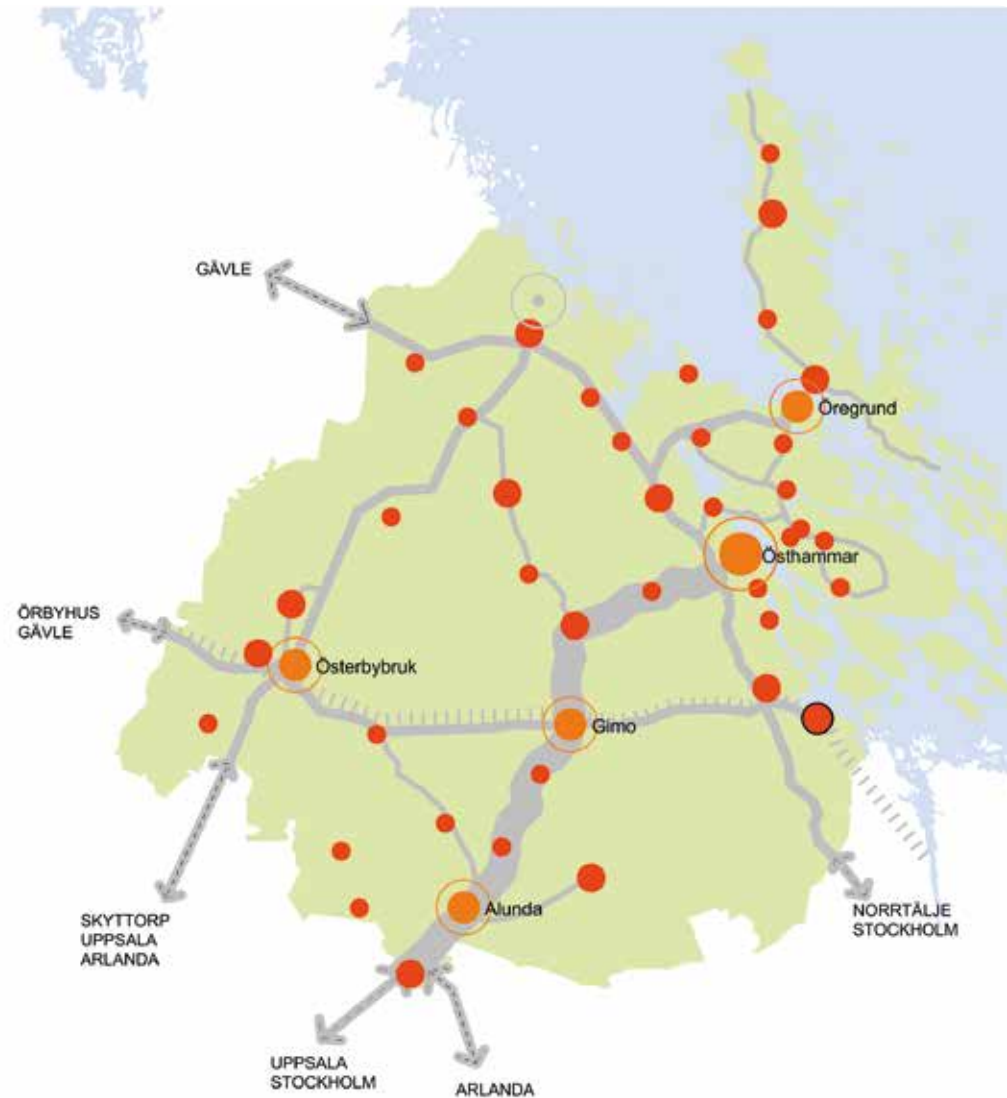 GÄVLE
Öregrund
Östhammar
ÖRBYHUS
GÄVLE
Österbybruk
Gimo
Alunda
SKYTTORP
UPPSALA
ARLANDA
NORRTÄLJE
STOCKHOLM
UPPSALA
STOCKHOLM
ARLANDA